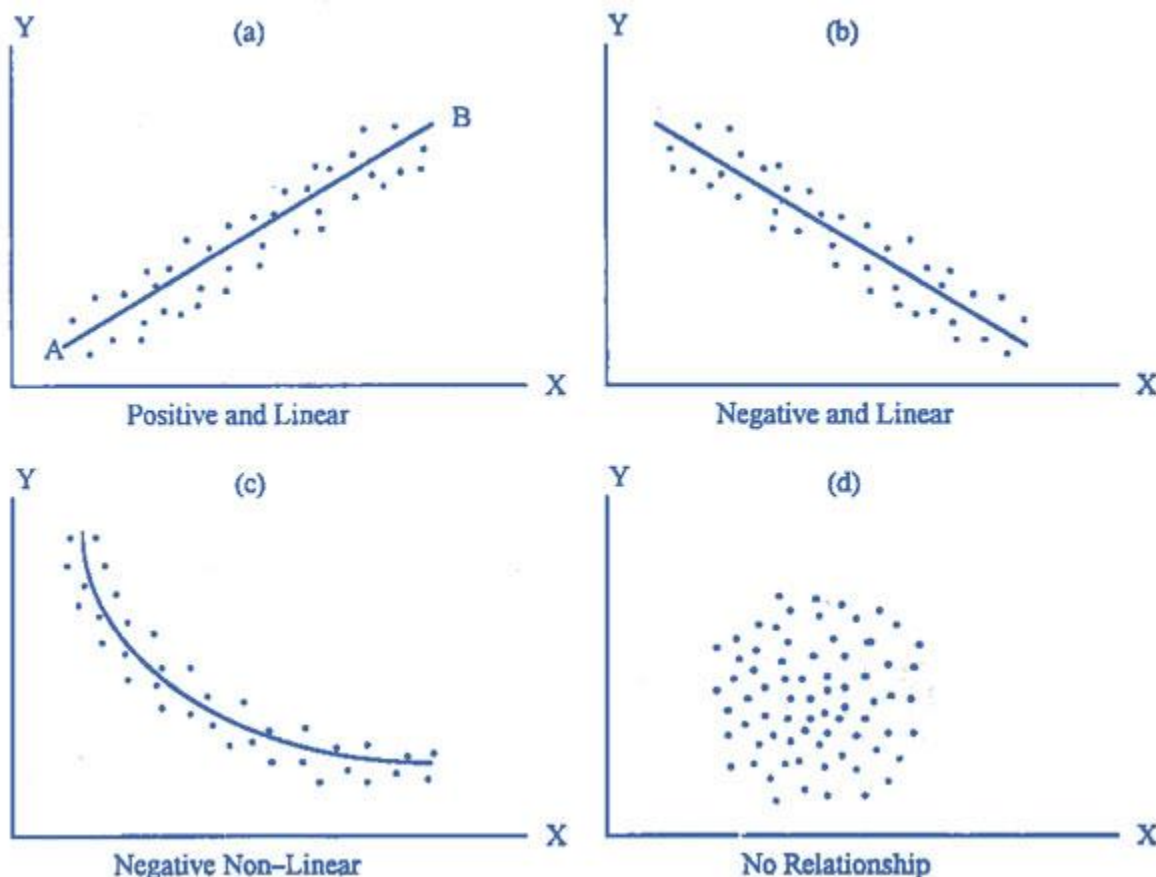 Y (a)
B
A
X
Positive and Linear
Y (b)
X
Negative and Linear
Y (c)
X
Negative Non–Linear
Y (d)
X
No Relationship